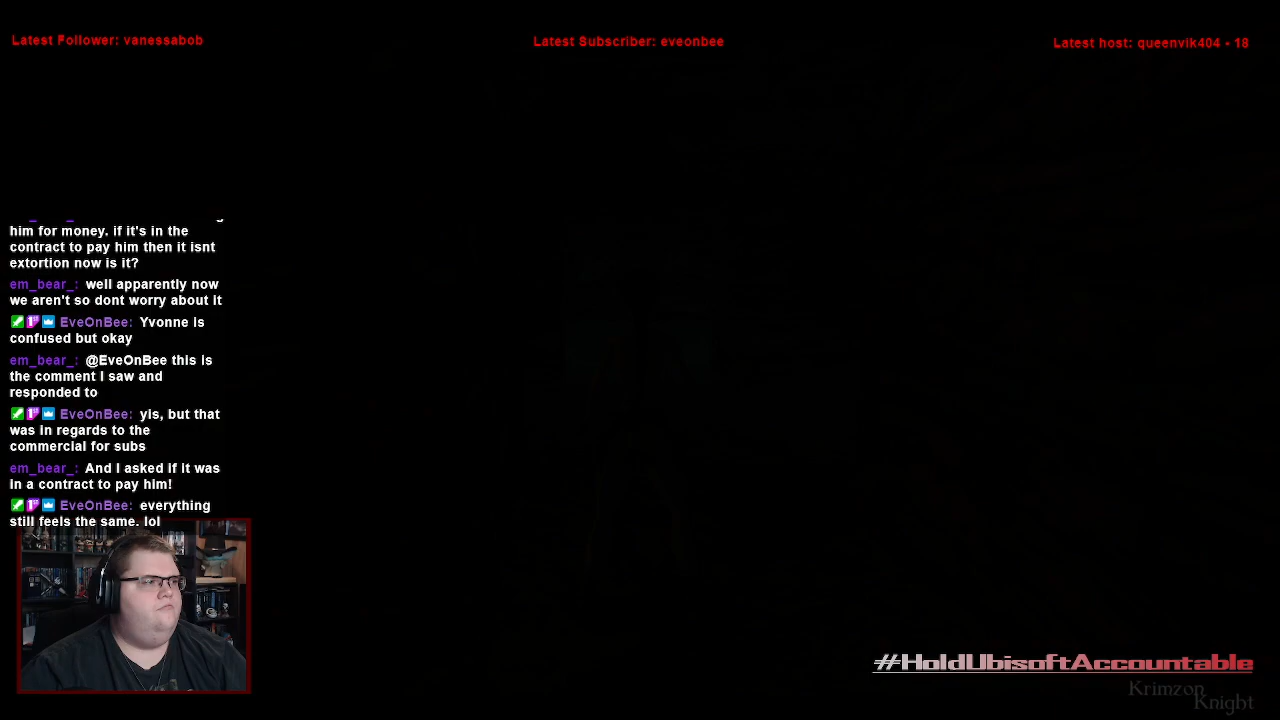 Latest Follower: vanessabob
Latest Subscriber: eveonbee
Latest host: queenvik404 - 18
him for money. if it's in the
contract to pay him then it isnt
extortion now is it?
em_bear_: well apparently now
we aren't so dont worry about it
EveOnBee: Yvonne is
confused but okay
em_bear_: @EveOnBee this is
the comment I saw and
responded to
EveOnBee: yis, but that
was in regards to the
commercial for subs
em_bear_: And I asked if it was
in a contract to pay him!
EveOnBee: everything
still feels the same. lol
#HoldUbisoftAccountable
Krimzon
Knight